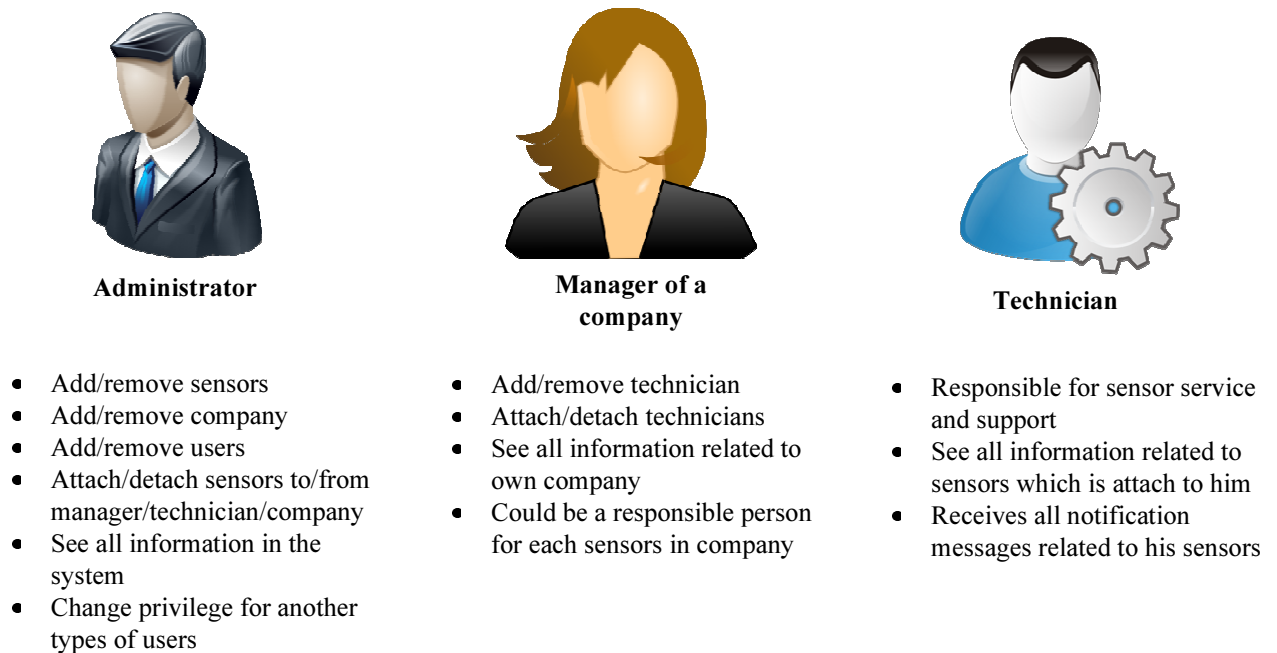 Administrator
• Add/remove sensors
• Add/remove company
• Add/remove users
• Attach/detach sensors to/from
manager/technician/company
• See all information in the
system
• Change privilege for another
types of users
Manager of a
company
• Add/remove technician
• Attach/detach technicians
• See all information related to
own company
• Could be a responsible person
for each sensors in company
Technician
• Responsible for sensor service
and support
• See all information related to
sensors which is attach to him
• Receives all notification
messages related to his sensors